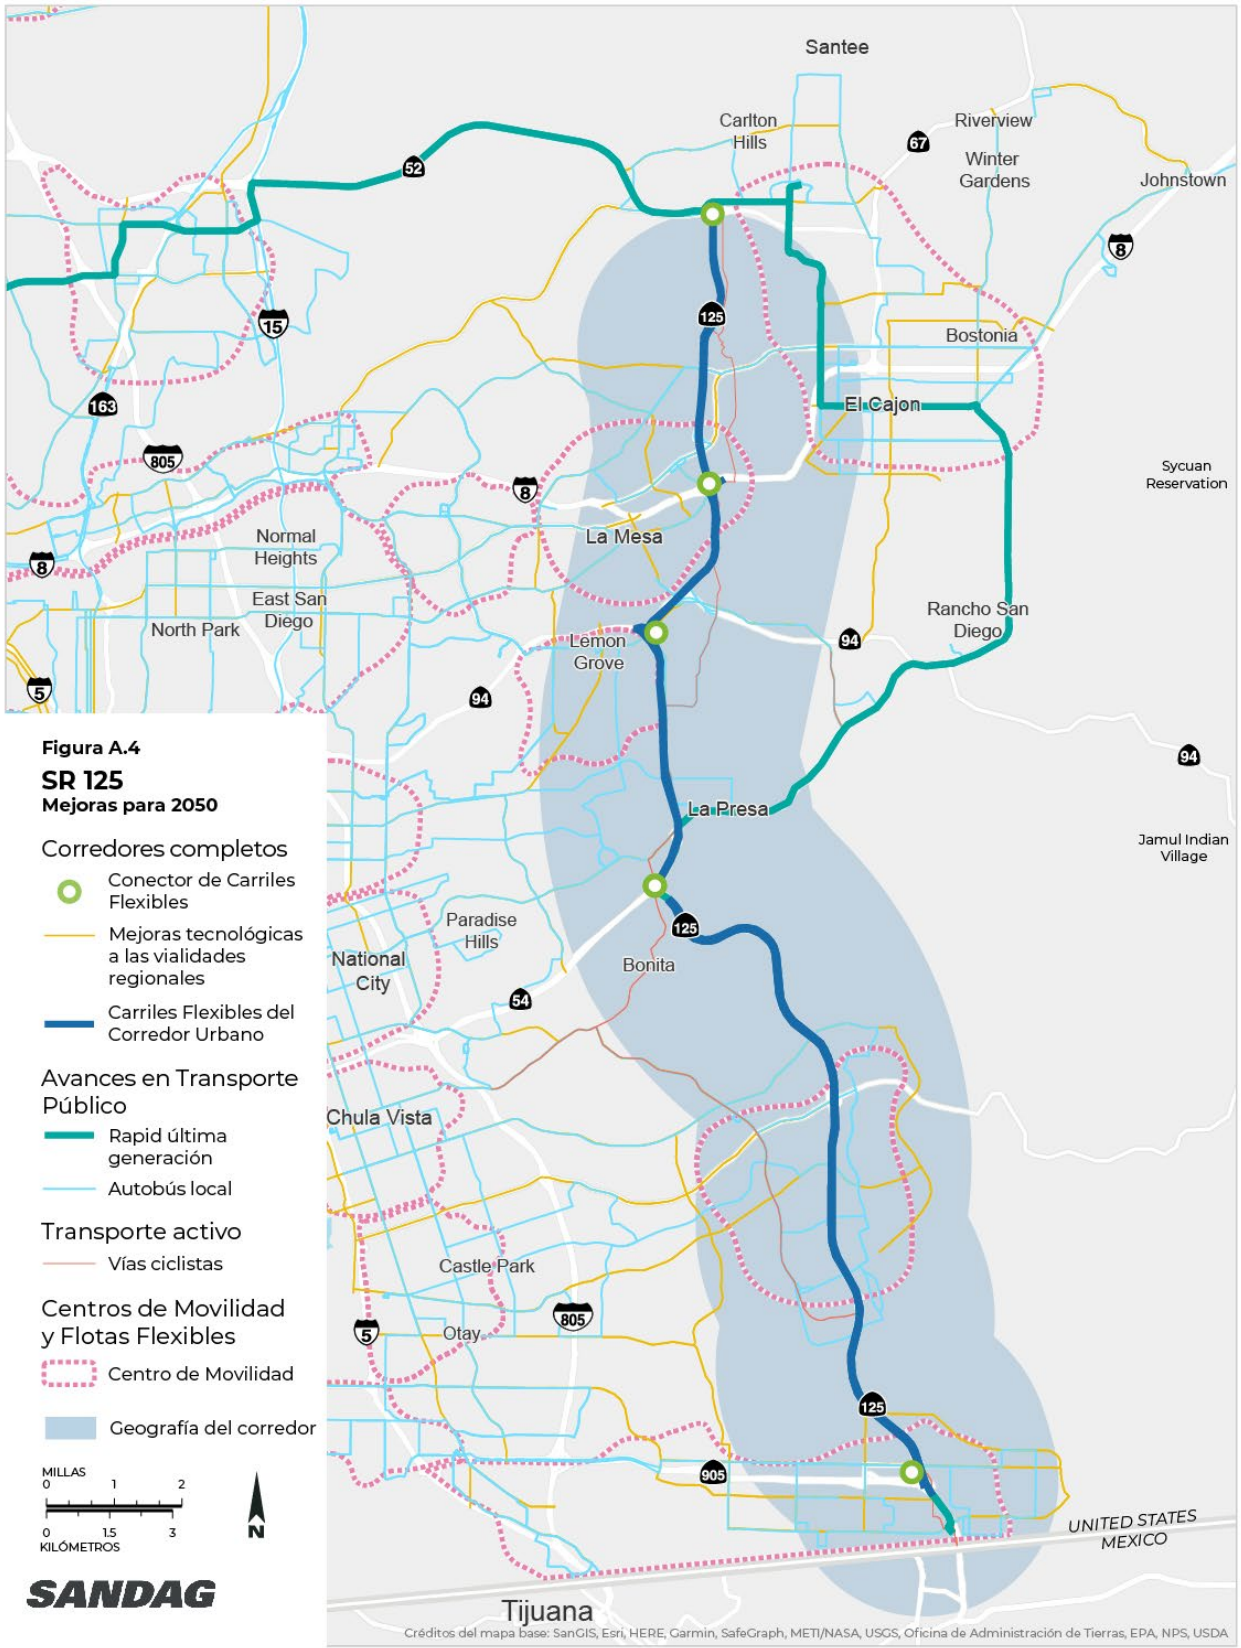 Santee
Carlton
Hills
67
Riverview
Winter
Gardens
Johnstown
52
8
125
15
Bostonia
163
El Cajon
805
Sycuan
Reservation
8
Normal
Heights
La Mesa
8
East San
Diego
North Park
Rancho San
Diego
Lemon
Grove
94
5
94
94
Figura A.4
SR 125
Mejoras para 2050
Corredores completos
Conector de Carriles
Flexibles
Mejoras tecnológicas
a las vialidades
regionales
Carriles Flexibles del
Corredor Urbano
Avances en Transporte
Público
Rapid última
generación
Autobús local
Transporte activo
Vías ciclistas
Centros de Movilidad
y Flotas Flexibles
Centro de Movilidad
Geografía del corredor
MILLAS
0 1 2
0 1.5 3
KILÓMETROS
N
SANDAG
La Presa
Jamul Indian
Village
Paradise
Hills
125
National
City
Bonita
54
Chula Vista
Castle Park
805
5
Otay
125
905
UNITED STATES
MEXICO
Tijuana
Créditos del mapa base: SanGIS, Esri, HERE, Garmin, SafeGraph, METI/NASA, USGS, Oficina de Administración de Tierras, EPA, NPS, USDA